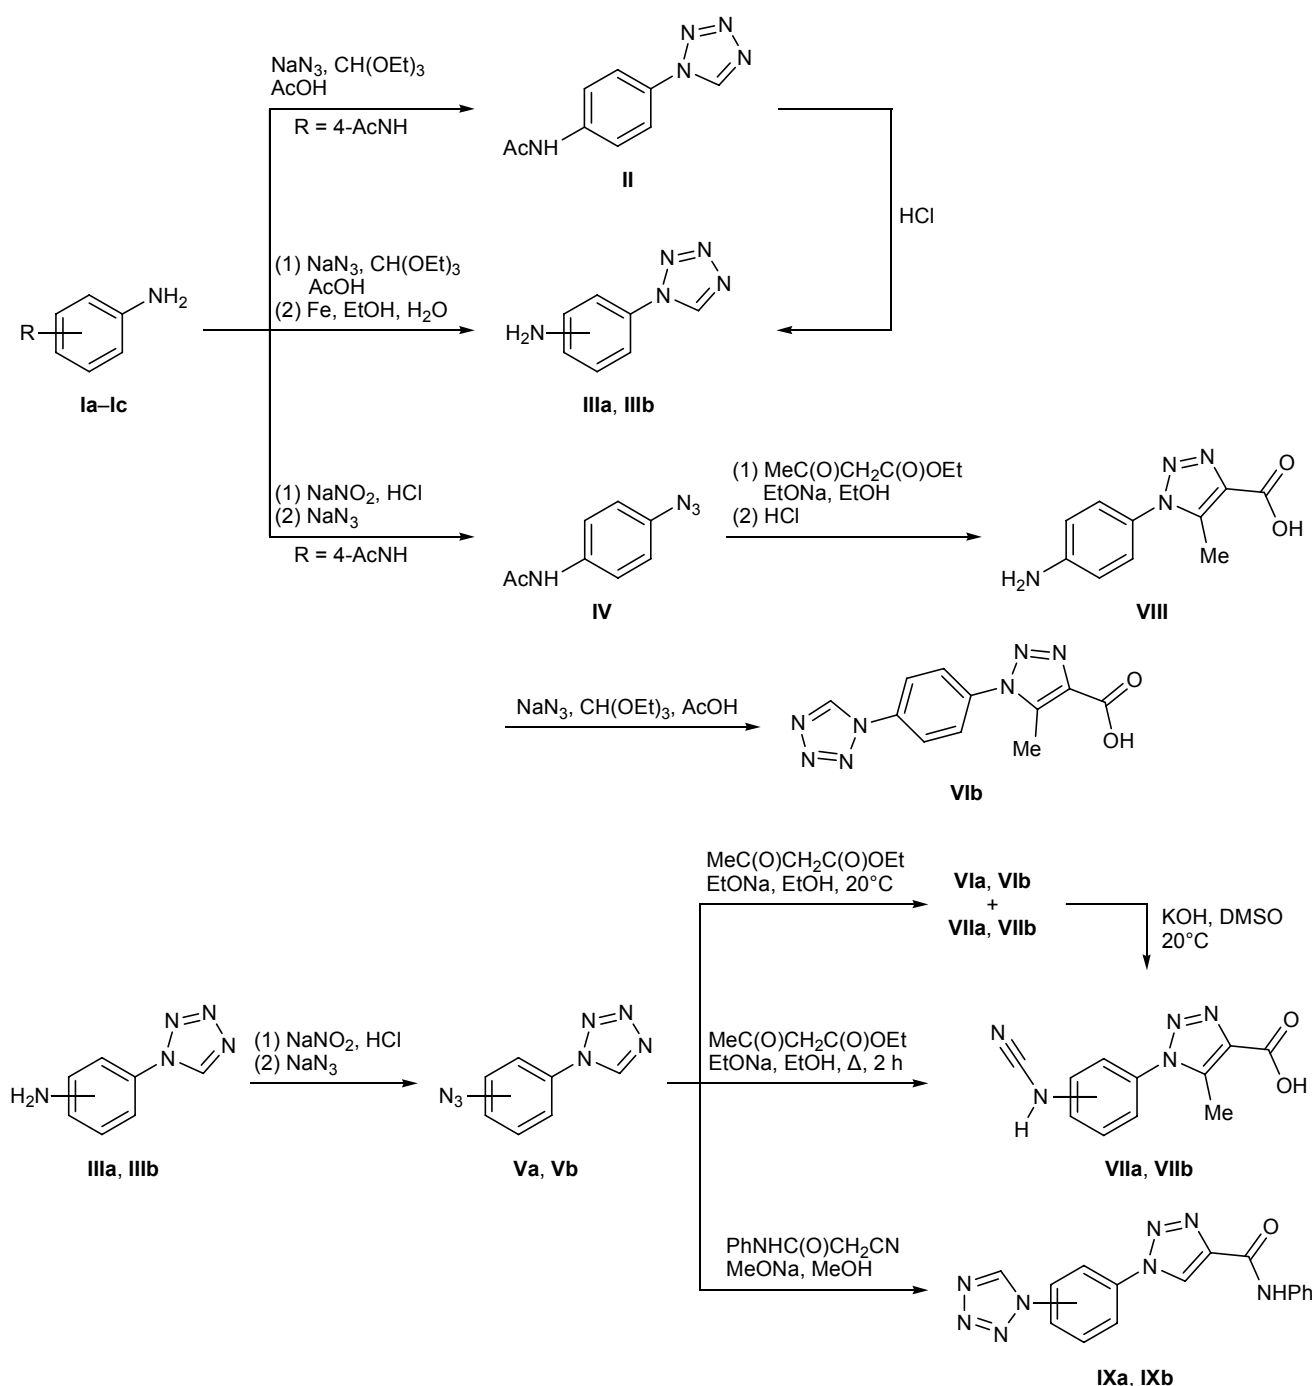 NaN3, CH(OEt)3
AcOH
R = 4-AcNH
N N
N N
AcNH
II
HCl
(1) NaN3, CH(OEt)3
AcOH
(2) Fe, EtOH, H2O
R
NH2
Ia–Ic
N N
N N
H2N
IIIa, IIIb
(1) NaNO2, HCl
(2) NaN3
R = 4-AcNH
N3
AcNH
IV
(1) MeC(O)CH2C(O)OEt
EtONa, EtOH
(2) HCl
N N
N
O
OH
Me
H2N
VIII
NaN3, CH(OEt)3, AcOH
N N
N
O
OH
Me
N N
N N
VIb
MeC(O)CH2C(O)OEt
EtONa, EtOH, 20°C
VIa, VIb
+
VIIa, VIIb
KOH, DMSO
20°C
N N
N N
H2N
IIIa, IIIb
(1) NaNO2, HCl
(2) NaN3
N N
N N
N3
Va, Vb
MeC(O)CH2C(O)OEt
EtONa, EtOH, Δ, 2 h
N
N
H
N N
N
O
OH
Me
VIIa, VIIb
PhNHC(O)CH2CN
MeONa, MeOH
N N
N
O
NHPh
N N
N N
IXa, IXb